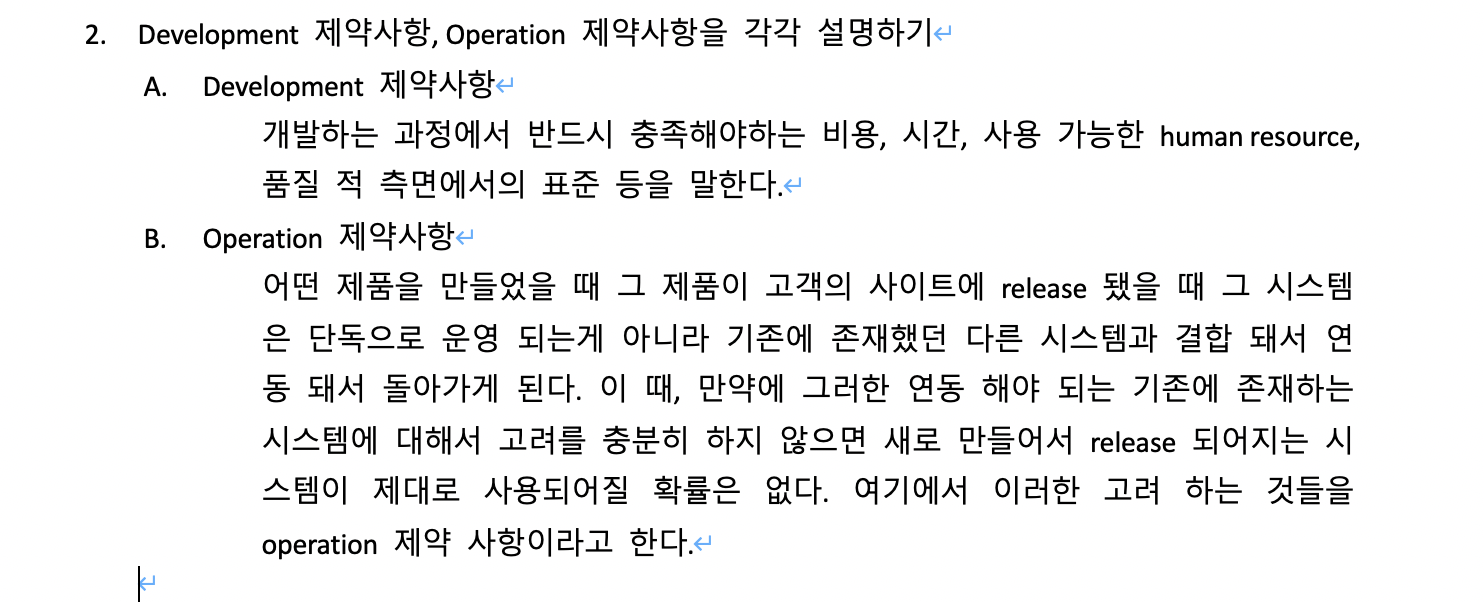 2. Development 제약사항, Operation 제약사항을 각각 설명하기↵
A. Development 제약사항↵
개발하는 과정에서 반드시 충족해야하는 비용, 시간, 사용 가능한 human resource,
품질 적 측면에서의 표준 등을 말한다.↵
B. Operation 제약사항↵
어떤 제품을 만들었을 때 그 제품이 고객의 사이트에 release 됐을 때 그 시스템
은 단독으로 운영 되는게 아니라 기존에 존재했던 다른 시스템과 결합 돼서 연
동 돼서 돌아가게 된다. 이 때, 만약에 그러한 연동 해야 되는 기존에 존재하는
시스템에 대해서 고려를 충분히 하지 않으면 새로 만들어서 release 되어지는 시
스템이 제대로 사용되어질 확률은 없다. 여기에서 이러한 고려 하는 것들을
operation 제약 사항이라고 한다.↵
↵